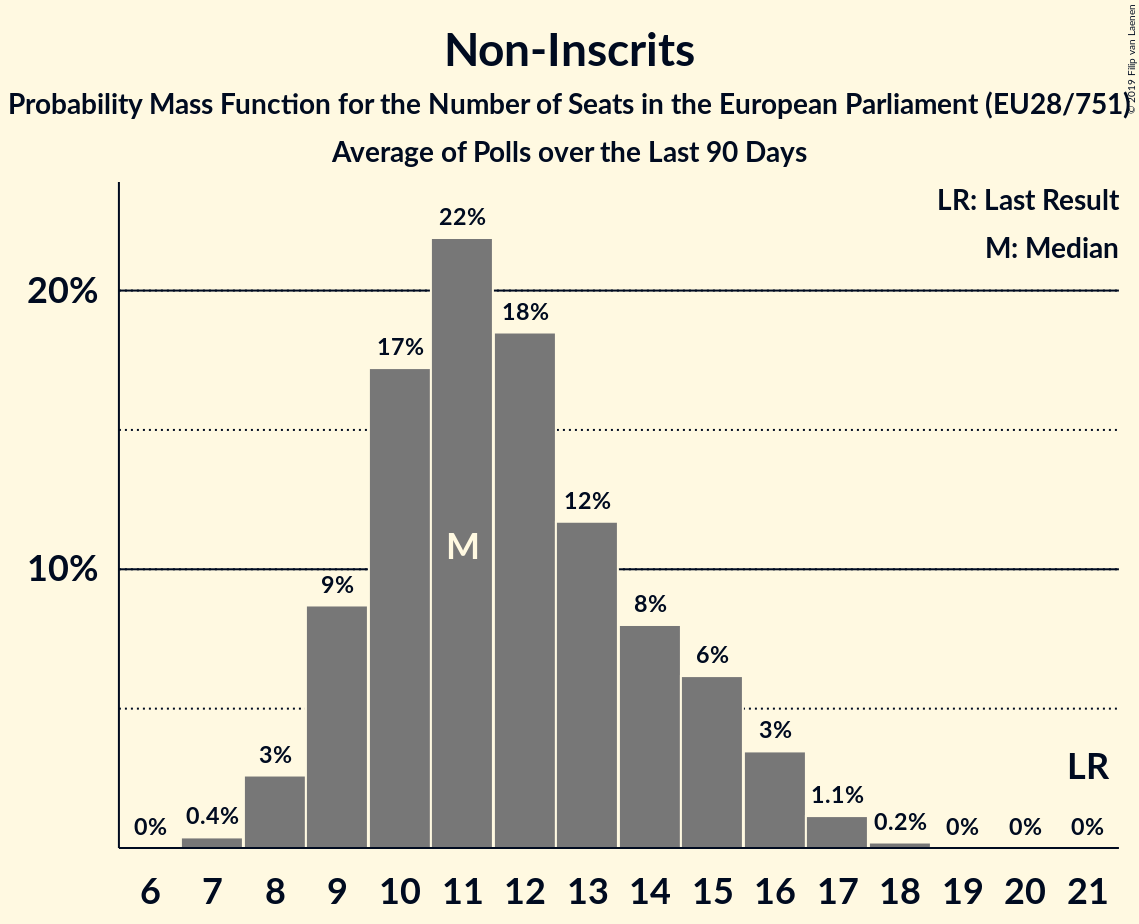 Non-Inscrits
Probability Mass Function for the Number of Seats in the European Parliament (EU28/751)
Average of Polls over the Last 90 Days
© 2019 Filip van Laenen
LR: Last Result
M: Median
22%
20%
18%
17%
12%
M
10%
9%
8%
6%
3%
3%
LR
1.1%
0.4%
0.2%
0%
0%
0%
0%
6 7 8 9 10 11 12 13 14 15 16 17 18 19 20 21